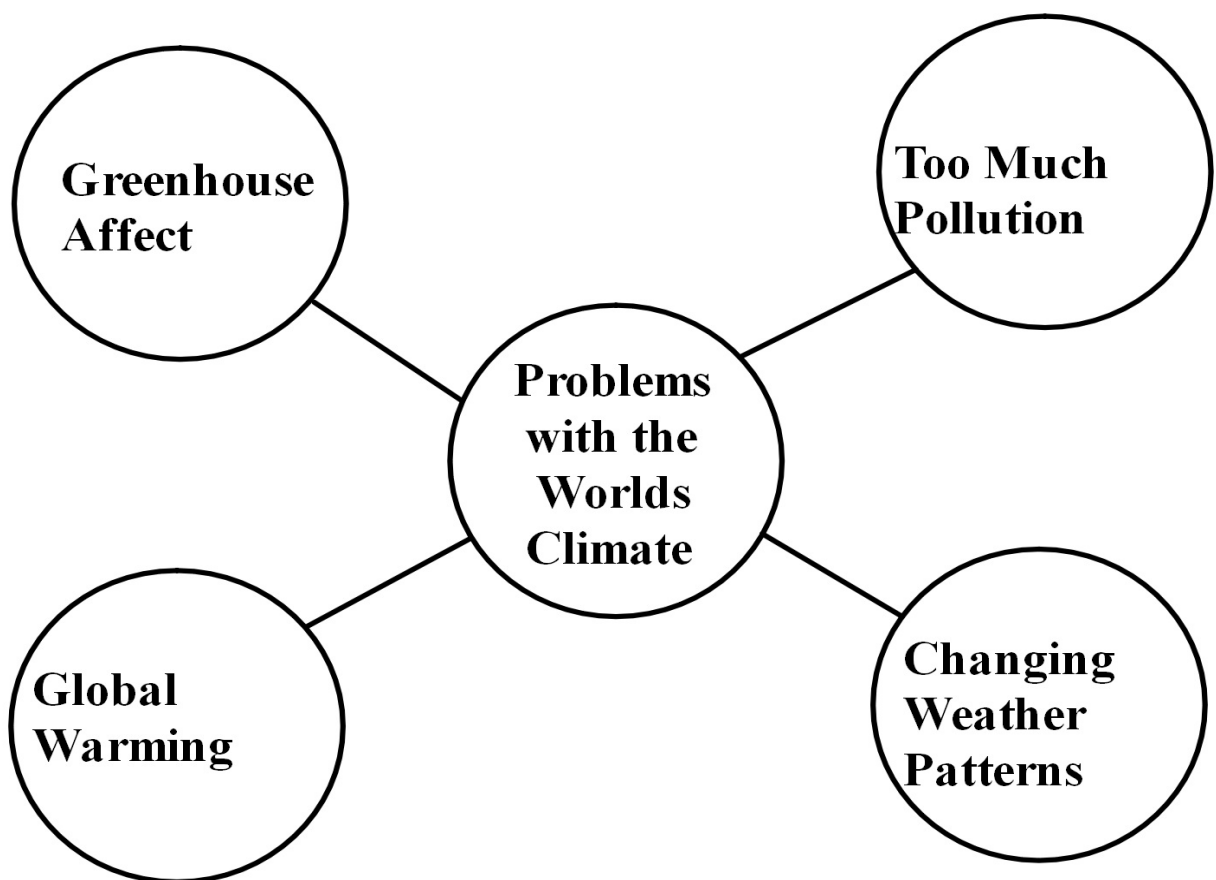 Greenhouse
Affect
Too Much
Pollution
Problems
with the
Worlds
Climate
Global
Warming
Changing
Weather
Patterns